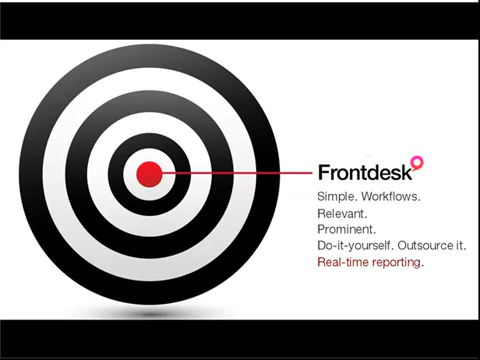 Frontdesk
Simple. Workflows.
Relevant.
Prominent.
Do-it-yourself. Outsource it.
Real-time reporting.